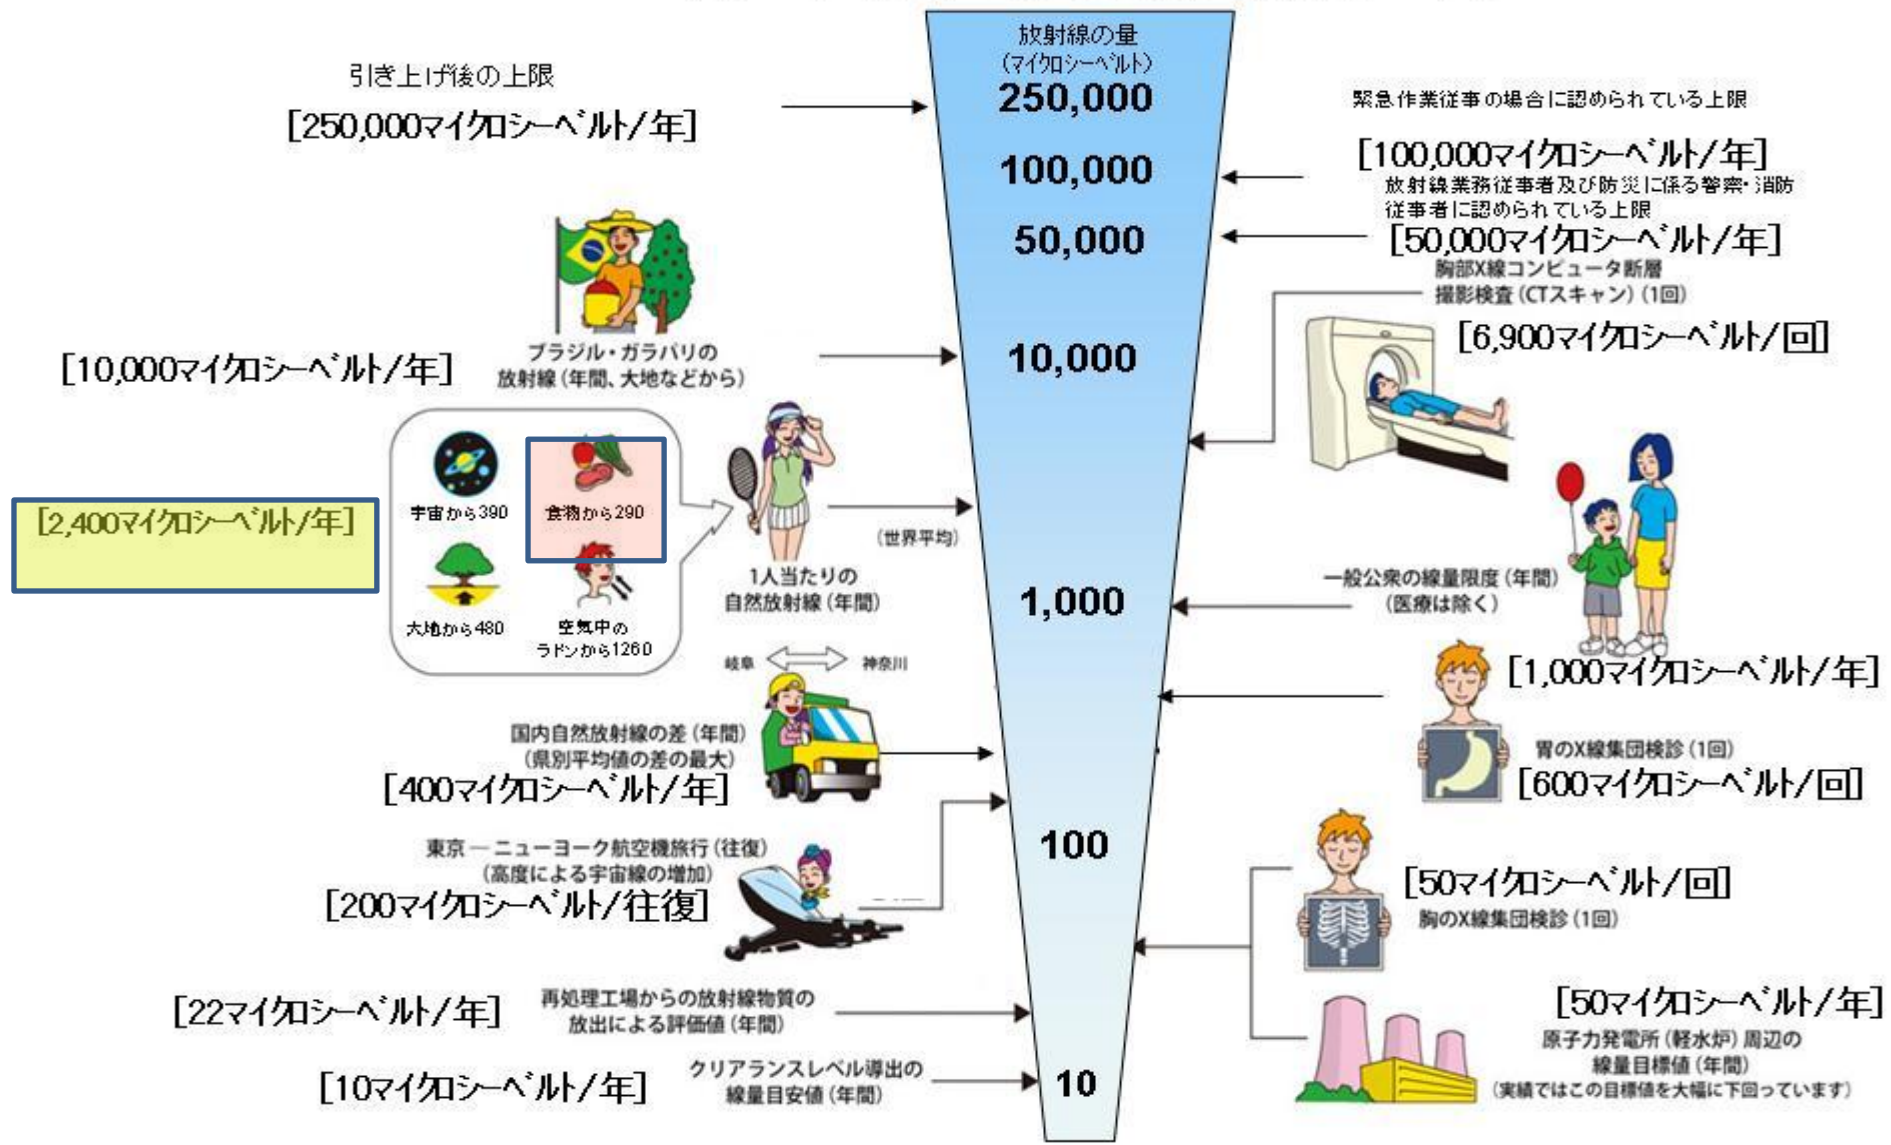 放射線の量
(マイクロシーベルト)
250,000
100,000
50,000
10,000
1,000
100
10
引き上げ後の上限
[250,000マイクロシーベルト/年]
ブラジル・ガラパリの
放射線(年間、大地などから)
[10,000マイクロシーベルト/年]
宇宙から390
食物から290
大地から480
空気中の
ラドンから1260
[2,400マイクロシーベルト/年]
(世界平均)
1人当たりの
自然放射線(年間)
岐阜
神奈川
国内自然放射線の差(年間)
(県別平均値の差の最大)
[400マイクロシーベルト/年]
東京―ニューヨーク航空機旅行(往復)
(高度による宇宙線の増加)
[200マイクロシーベルト/往復]
[22マイクロシーベルト/年]
再処理工場からの放射線物質の
放出による評価値(年間)
[10マイクロシーベルト/年]
クリアランスレベル導出の
線量目安値(年間)
緊急作業従事の場合に認められている上限
[100,000マイクロシーベルト/年]
放射線業務従事者及び防災に係る警察・消防
従事者に認められている上限
[50,000マイクロシーベルト/年]
胸部X線コンピュータ断層
撮影検査(CTスキャン)(1回)
[6,900マイクロシーベルト/回]
一般公衆の線量限度(年間)
(医療は除く)
[1,000マイクロシーベルト/年]
胃のX線集団検診(1回)
[600マイクロシーベルト/回]
[50マイクロシーベルト/回]
胸のX線集団検診(1回)
[50マイクロシーベルト/年]
原子力発電所(軽水炉)周辺の
線量目標値(年間)
(実績ではこの目標値を大幅に下回っています)